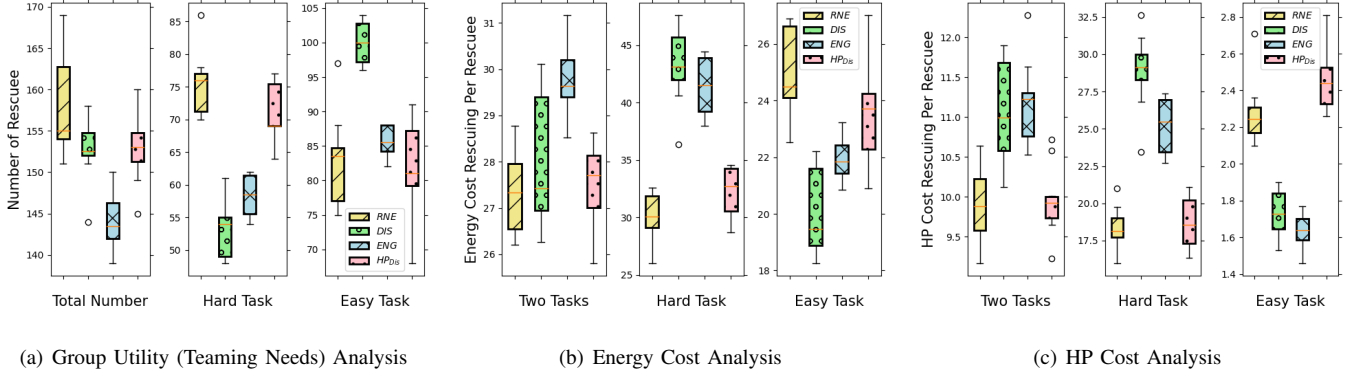 Number of Rescuee
170
165
160
155
150
145
140
Total Number
85
80
75
70
65
60
55
50
Hard Task
105
100
95
90
85
80
75
70
Easy Task
RNE
DIS
ENG
HP_Dis
(a) Group Utility (Teaming Needs) Analysis
Energy Cost Rescuing Per Rescuee
31
30
29
28
27
26
Two Tasks
45
40
35
30
25
Hard Task
26
24
22
20
18
Easy Task
RNE
DIS
ENG
HP_Dis
(b) Energy Cost Analysis
HP Cost Rescuing Per Rescuee
12.0
11.5
11.0
10.5
10.0
9.5
Two Tasks
32.5
30.0
27.5
25.0
22.5
20.0
17.5
Hard Task
2.8
2.6
2.4
2.2
2.0
1.8
1.6
1.4
Easy Task
RNE
DIS
ENG
HP_Dis
(c) HP Cost Analysis